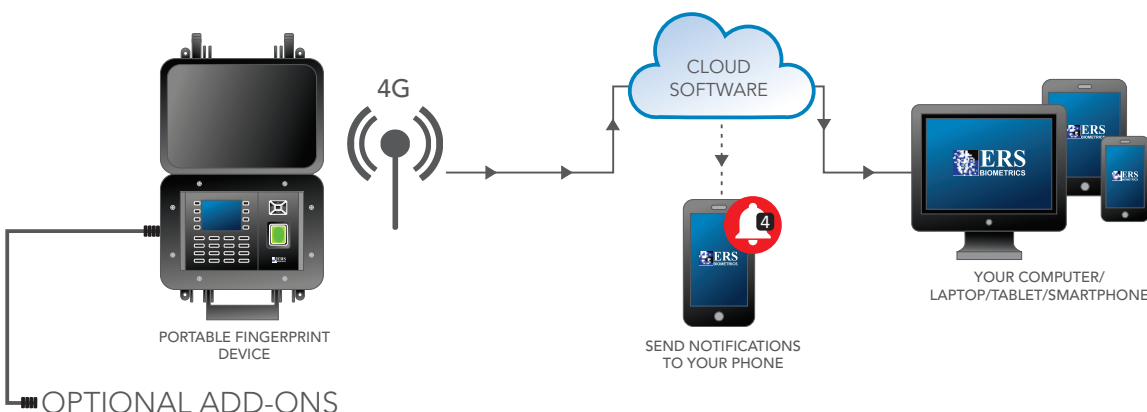 4G
CLOUD
SOFTWARE
ERS
BIOMETRICS
ERS
BIOMETRICS
ERS
BIOMETRICS
4
ERS
BIOMETRICS
ERS
PORTABLE FINGERPRINT
DEVICE
SEND NOTIFICATIONS
TO YOUR PHONE
YOUR COMPUTER/
LAPTOP/TABLET/SMARTPHONE
OPTIONAL ADD-ONS